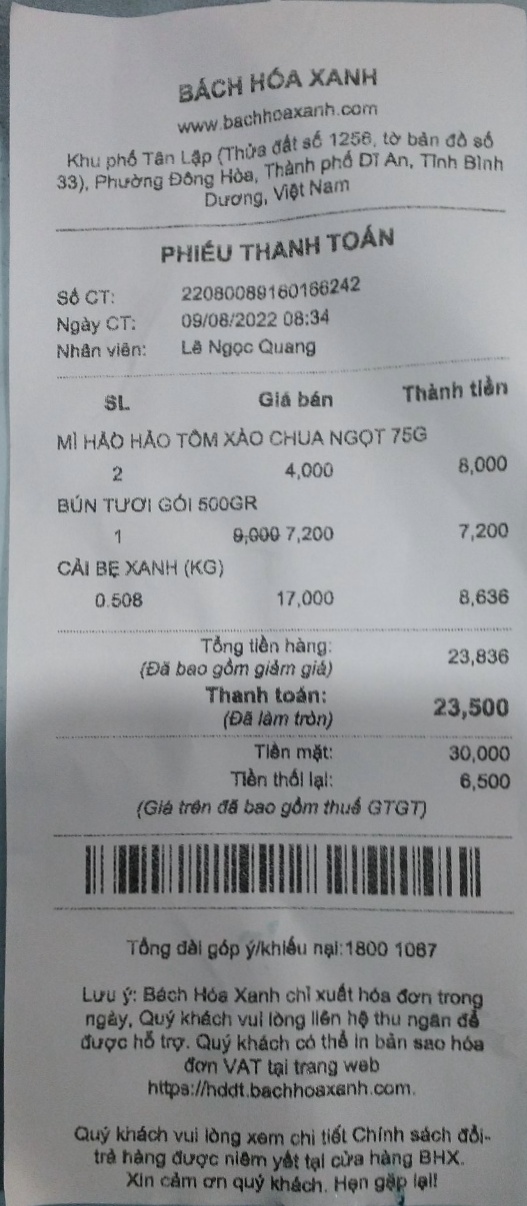 BÁCH HÓA XANH
www.bachhoaxanh.com
Khu phố Tân Lập (Thửa đất số 1256, tờ bản đồ số
33), Phường Đông Hòa, Thành phố Dĩ An, Tỉnh Bình
Dương, Việt Nam
PHIẾU THANH TOÁN
Số CT: 22080089160166242
Ngày CT: 09/08/2022 08:34
Nhân viên: Lê Ngọc Quang
SL Giá bán Thành tiền
MÌ HẢO HẢO TÔM XÀO CHUA NGỌT 75G
2 4,000 8,000
BÚN TƯƠI GÓI 500GR
1 9,000 7,200 7,200
CẢI BẸ XANH (KG)
0.508 17,000 8,636
Tổng tiền hàng: 23,836
(Đã bao gồm giảm giá)
Thanh toán: 23,500
(Đã làm tròn)
Tiền mặt: 30,000
Tiền thối lại: 6,500
(Giá trên đã bao gồm thuế GTGT)
Tổng đài góp ý/khiếu nại:1800 1067
Lưu ý: Bách Hóa Xanh chỉ xuất hóa đơn trong
ngày, Quý khách vui lòng liên hệ thu ngân để
được hỗ trợ. Quý khách có thể in bản sao hóa
đơn VAT tại trang web
https://hddt.bachhoaxanh.com.
Quý khách vui lòng xem chi tiết Chính sách đổi-
trả hàng được niêm yết tại cửa hàng BHX.
Xin cảm ơn quý khách. Hẹn gặp lại!